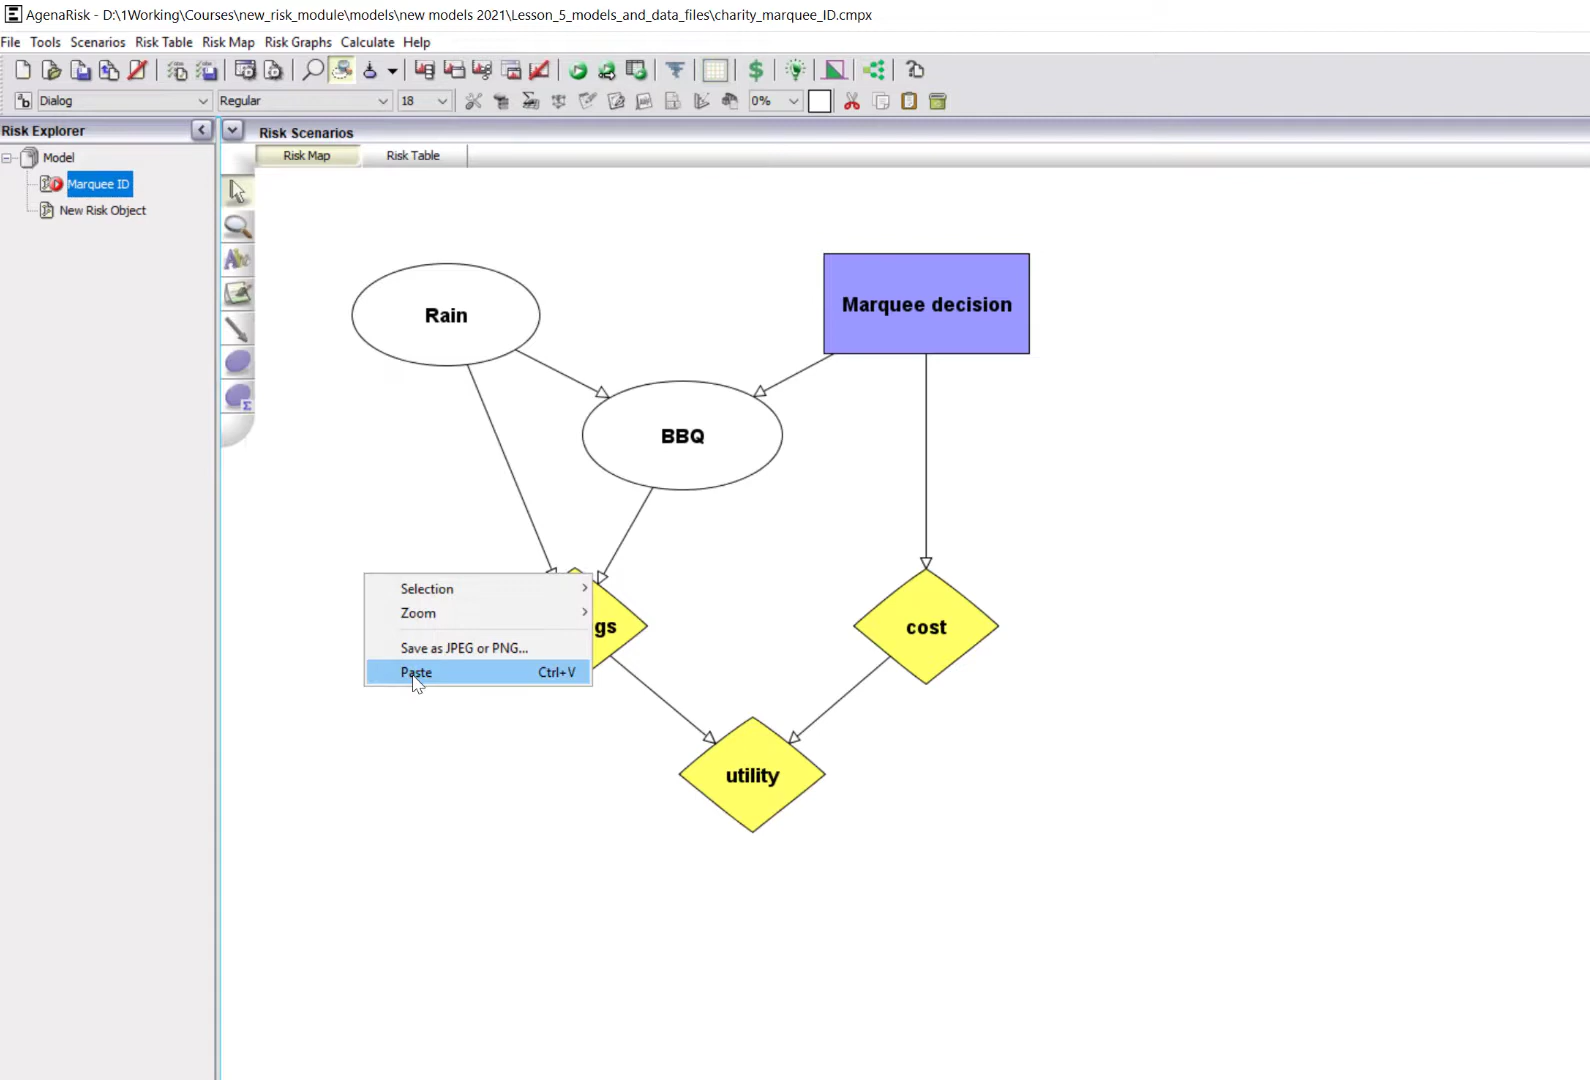 AgenaRisk - D:\1Working\Courses\new_risk_module\models\new models 2021\Lesson_5_models_and_data_files\charity_marquee_ID.cmpx
File Tools Scenarios Risk Table Risk Map Risk Graphs Calculate Help
Dialog Regular 18 0%
Risk Explorer
Risk Scenarios
Risk Map Risk Table
Model
Marquee ID
New Risk Object
Abc
Rain
Marquee decision
BBQ
Selection
Zoom
Save as JPEG or PNG...
Paste Ctrl+V
gs
cost
utility